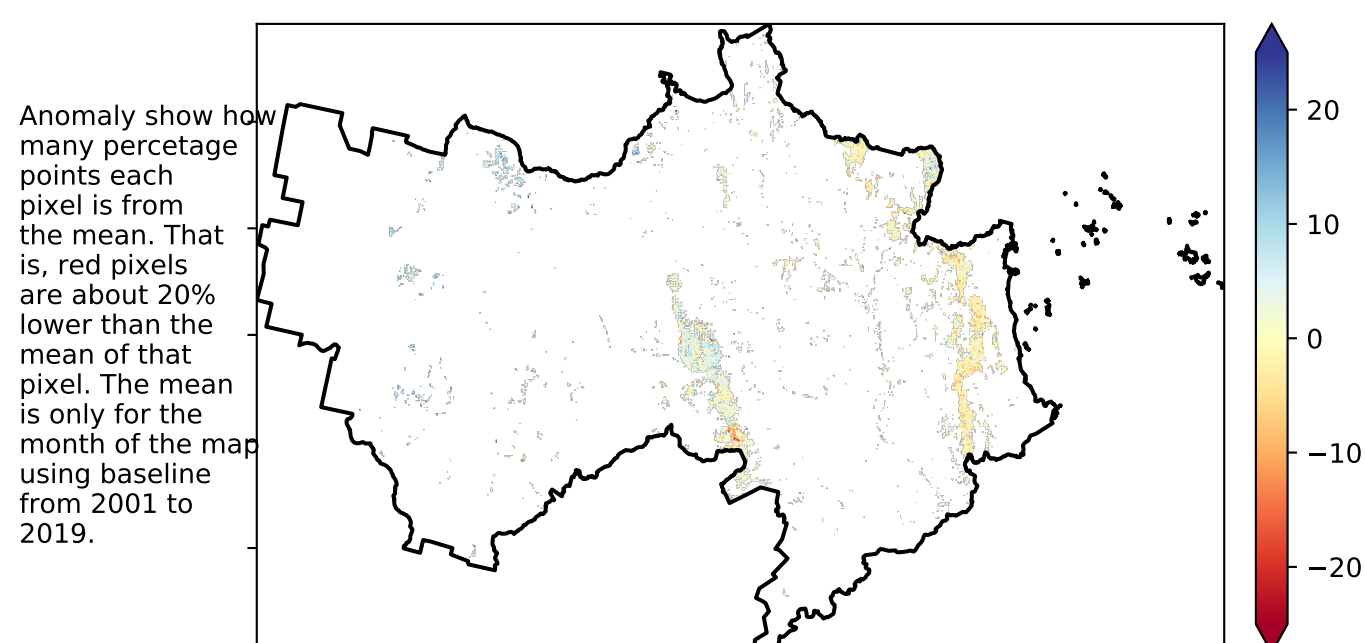 Anomaly show how
many percetage
points each
pixel is from
the mean. That
is, red pixels
are about 20%
lower than the
mean of that
pixel. The mean
is only for the
month of the map
using baseline
from 2001 to
2019.
20
10
0
−10
−20